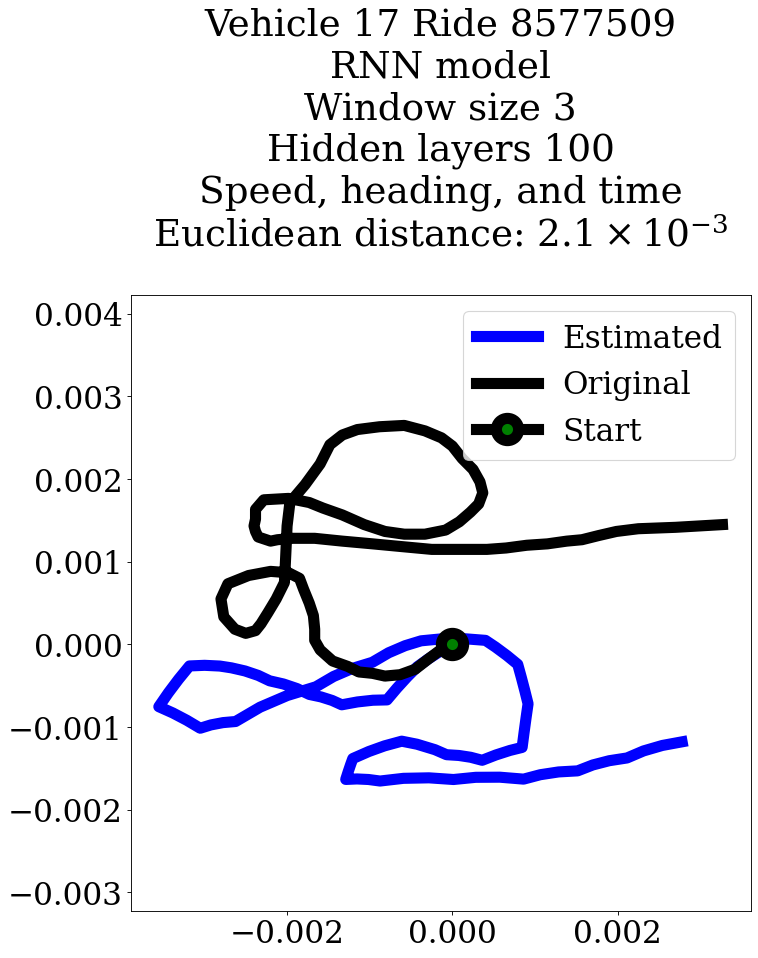 Vehicle 17 Ride 8577509
RNN model
Window size 3
Hidden layers 100
Speed, heading, and time
Euclidean distance: 2.1 × 10⁻³
0.004
Estimated
0.003
Original
Start
0.002
0.001
0.000
−0.001
−0.002
−0.003
−0.002 0.000 0.002